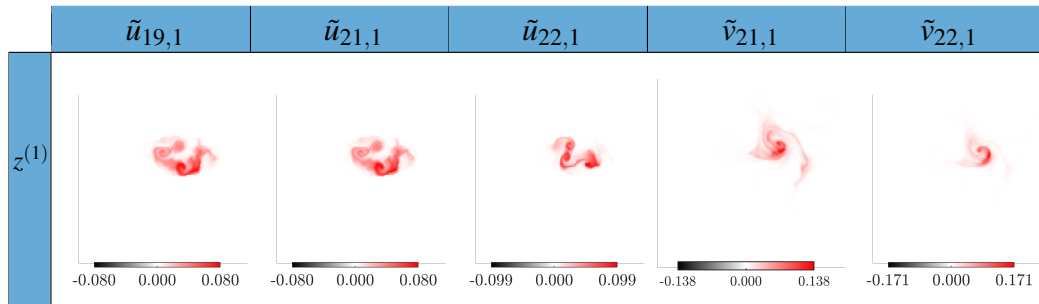 ũ₁₉,₁ ũ₂₁,₁ ũ₂₂,₁ ṽ₂₁,₁ ṽ₂₂,₁
z⁽¹⁾
-0.080 0.000 0.080 -0.080 0.000 0.080 -0.099 0.000 0.099 -0.138 0.000 0.138 -0.171 0.000 0.171